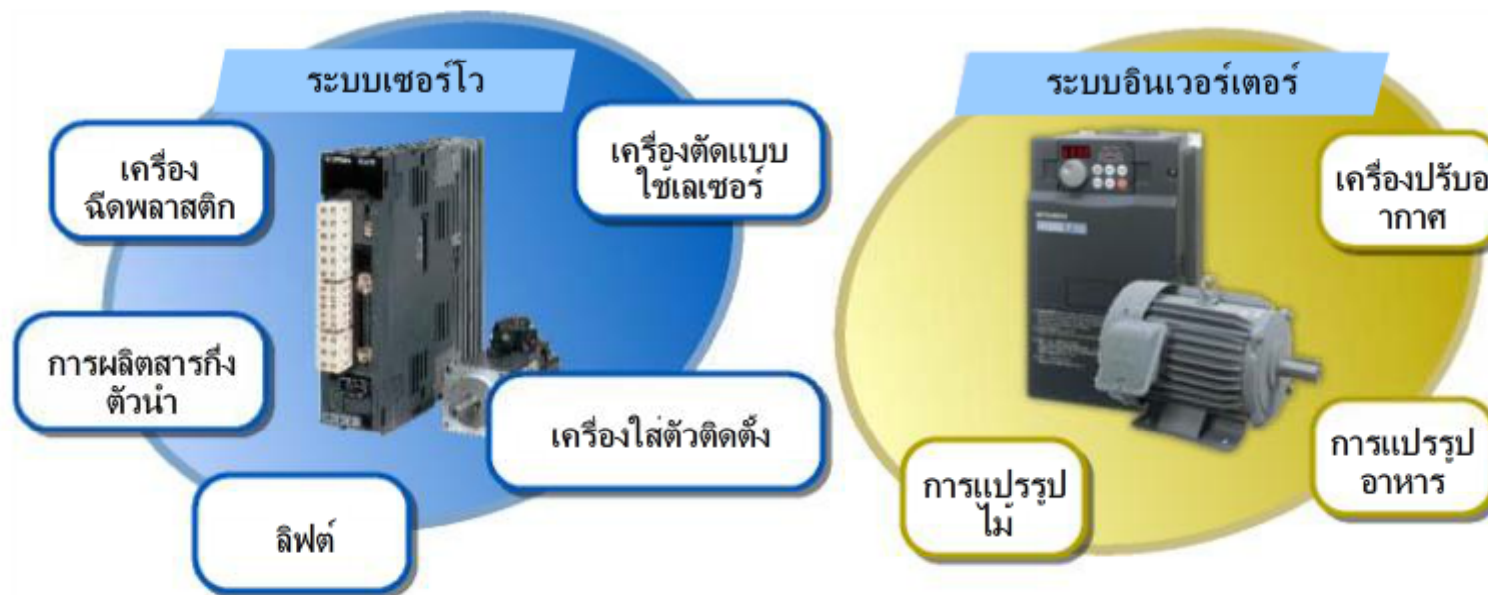 ระบบเซอร์โว
เครื่อง
ฉีดพลาสติก
เครื่องตัดแบบ
ใช้เลเซอร์
การผลิตสารกึ่ง
ตัวนำ
เครื่องใส่ตัวติดตั้ง
ลิฟต์
ระบบอินเวอร์เตอร์
เครื่องปรับอ
ากาศ
การแปรรูป
อาหาร
การแปรรูป
ไม้